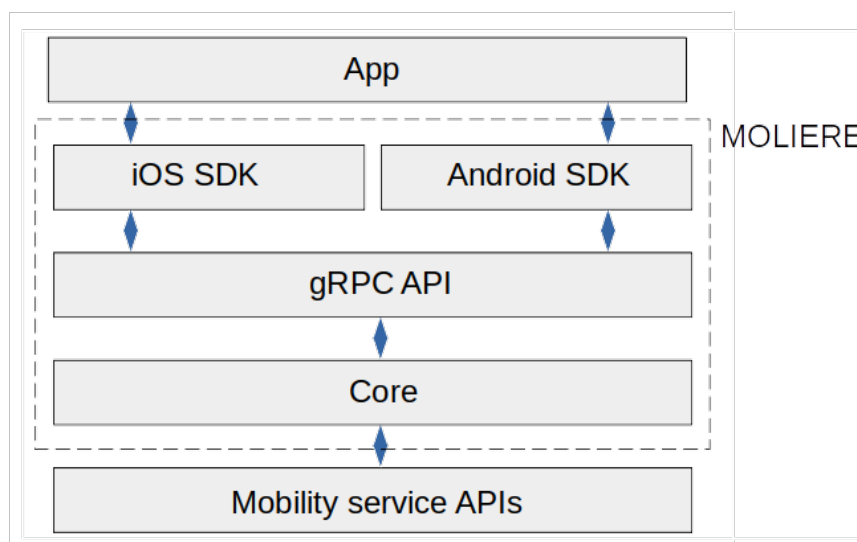 App
MOLIERE
iOS SDK
Android SDK
gRPC API
Core
Mobility service APIs